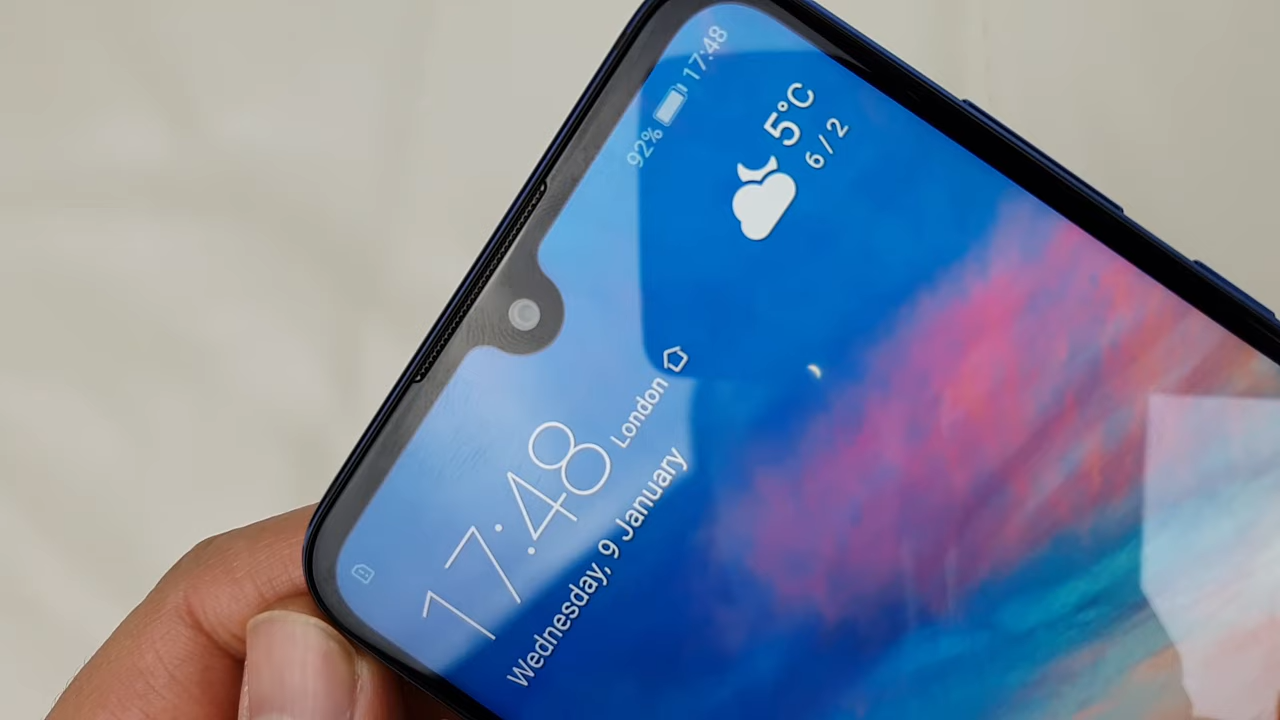 92% 17:48
17:48
London
Wednesday, 9 January
5°C
6 / 2